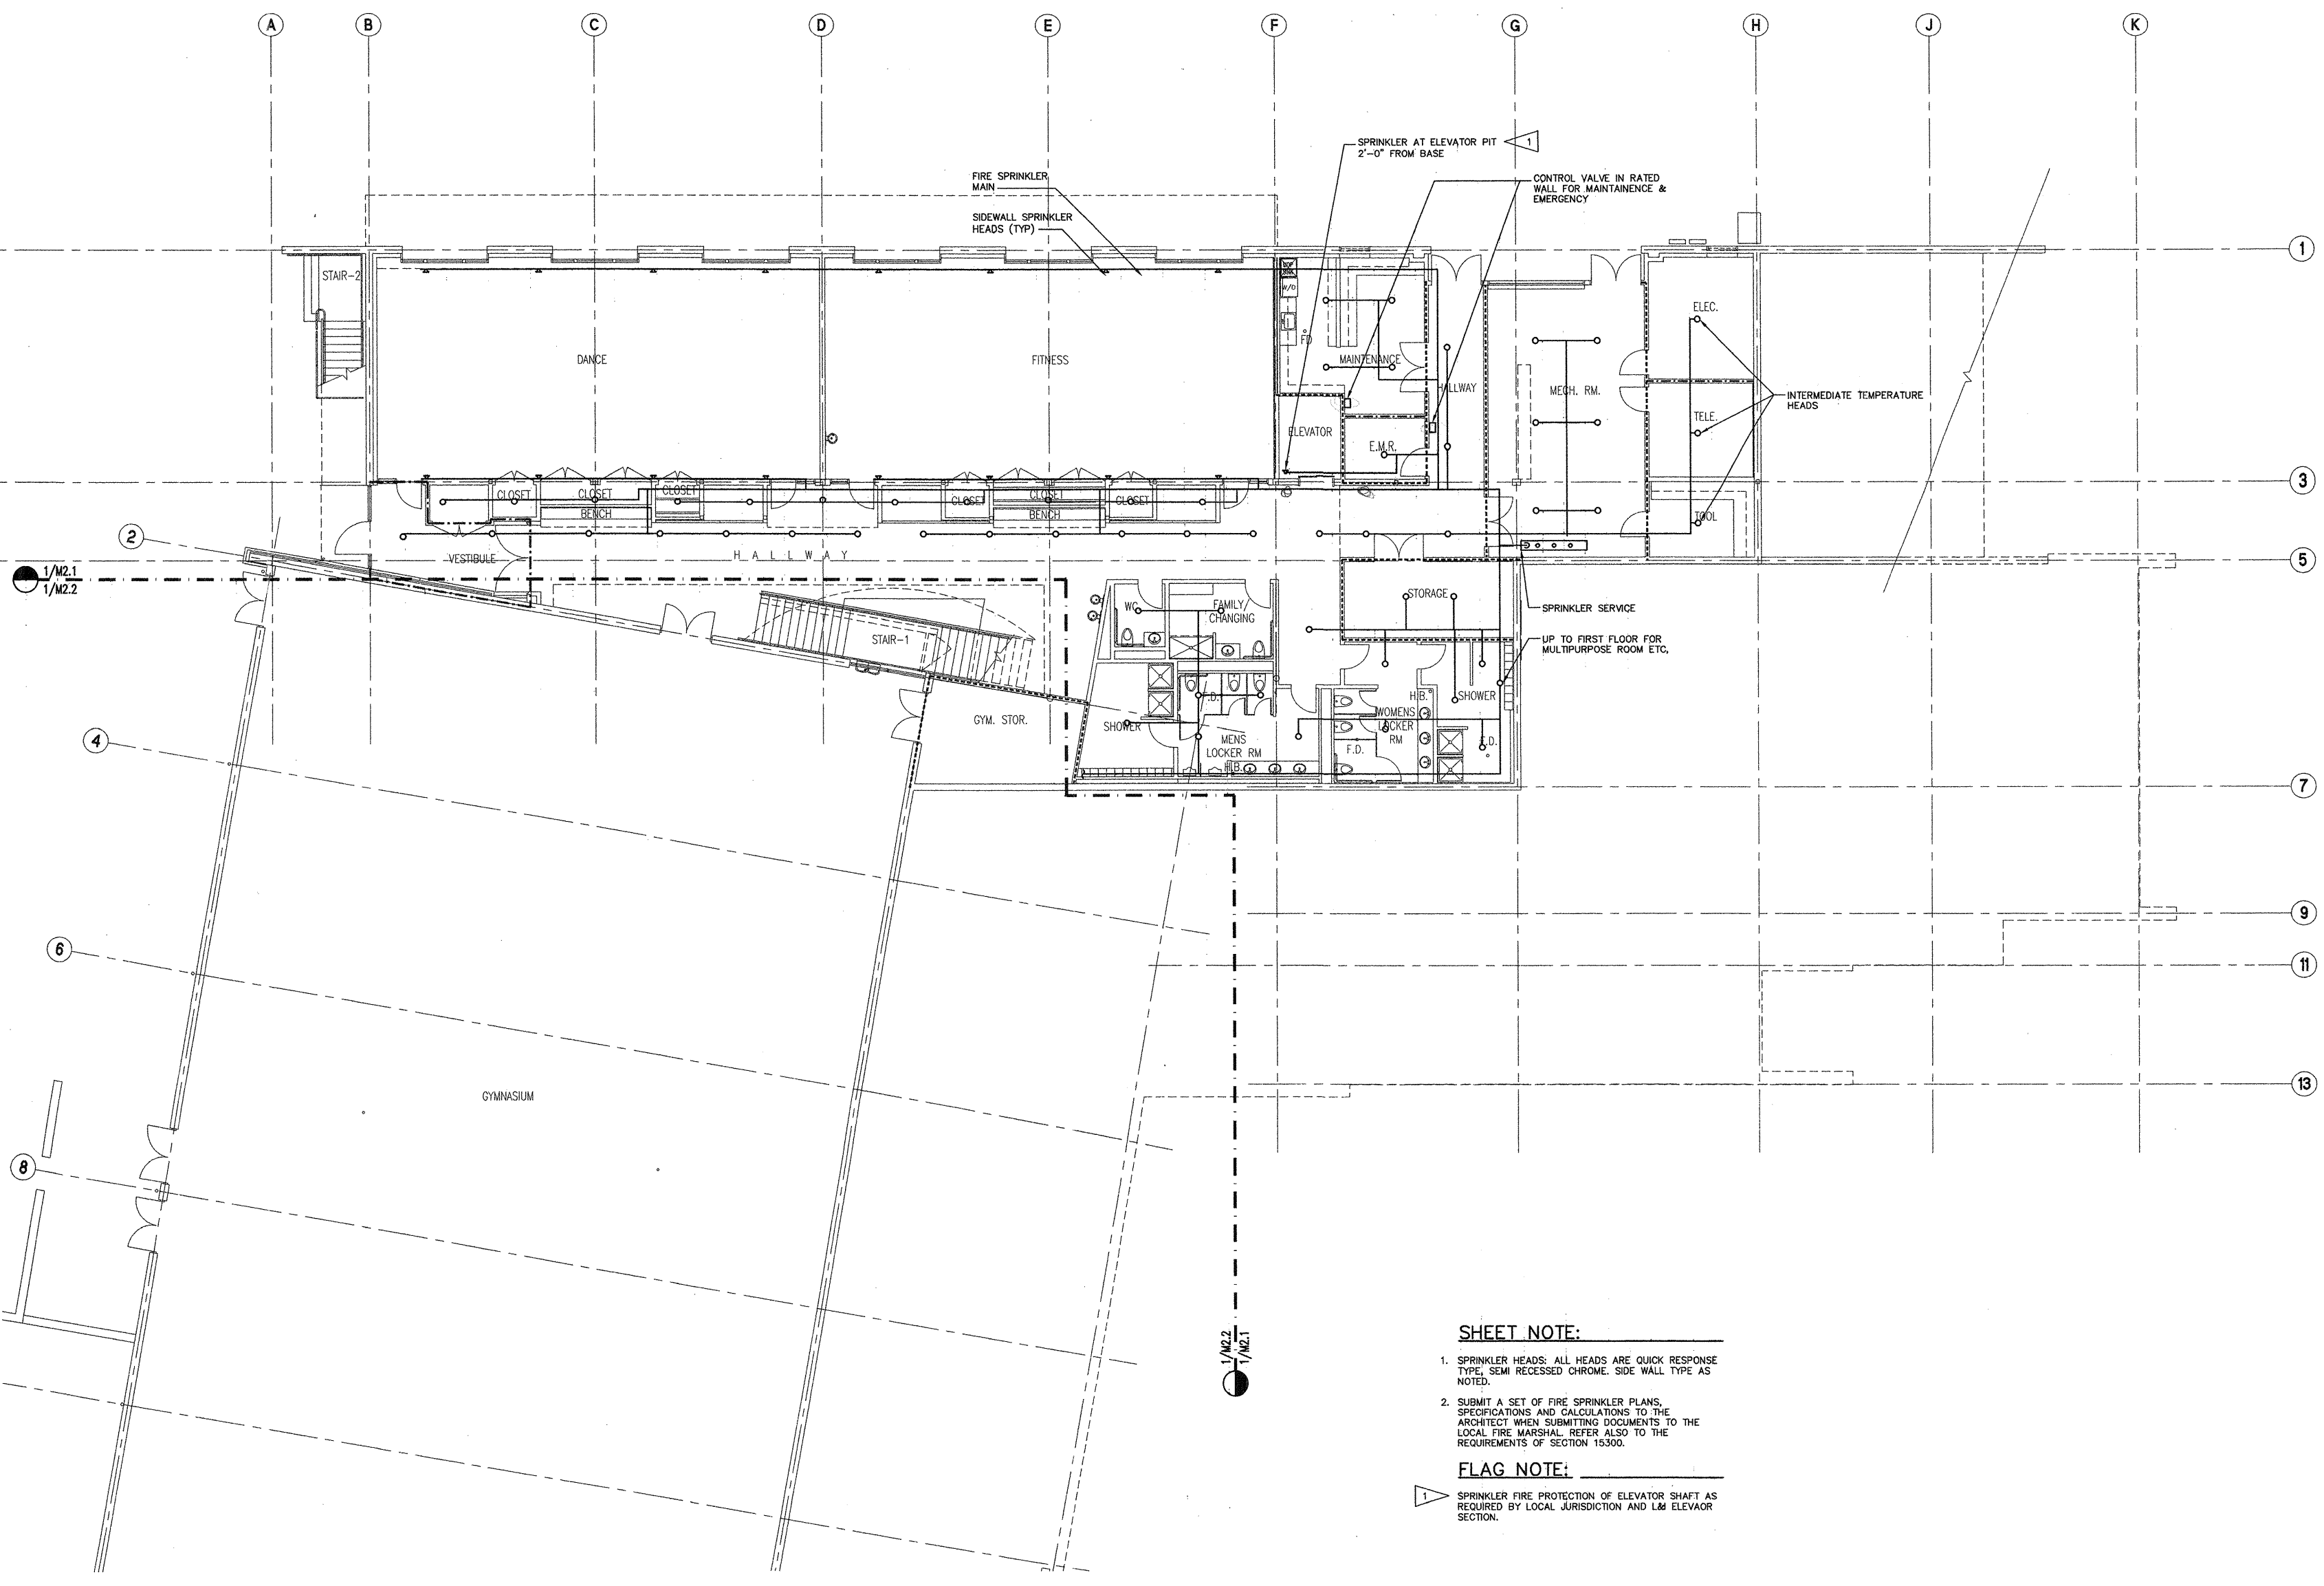 A
B
C
D
E
F
G
H
J
K
SPRINKLER AT ELEVATOR PIT
2'-0" FROM BASE
1
FIRE SPRINKLER
MAIN
CONTROL VALVE IN RATED
WALL FOR MAINTAINENCE &
EMERGENCY
SIDEWALL SPRINKLER
HEADS (TYP)
1
STAIR-2
MOP
SINK
W/D
ELEC.
FD
DANCE
FITNESS
MAINTENANCE
HALLWAY
MECH. RM.
INTERMEDIATE TEMPERATURE
HEADS
TELE.
ELEVATOR
E.M.R.
3
CLOSET
CLOSET
CLOSET
CLOSET
CLOSET
CLOSET
BENCH
BENCH
TOOL
2
VESTIBULE
HALLWAY
5
1/M2.1
1/M2.2
WC
FAMILY/
CHANGING
STORAGE
SPRINKLER SERVICE
STAIR-1
UP TO FIRST FLOOR FOR
MULTIPURPOSE ROOM ETC.
F.D.
H.B.
SHOWER
GYM. STOR.
SHOWER
WOMENS
LOCKER
RM
MENS
LOCKER RM
H.B.
F.D.
F.D.
4
7
9
6
11
13
GYMNASIUM
8
1/M2.2
1/M2.1
SHEET NOTE:
1. SPRINKLER HEADS: ALL HEADS ARE QUICK RESPONSE
TYPE, SEMI RECESSED CHROME. SIDE WALL TYPE AS
NOTED.
2. SUBMIT A SET OF FIRE SPRINKLER PLANS,
SPECIFICATIONS AND CALCULATIONS TO THE
ARCHITECT WHEN SUBMITTING DOCUMENTS TO THE
LOCAL FIRE MARSHAL. REFER ALSO TO THE
REQUIREMENTS OF SECTION 15300.
FLAG NOTE:
1 SPRINKLER FIRE PROTECTION OF ELEVATOR SHAFT AS
REQUIRED BY LOCAL JURISDICTION AND L&I ELEVAOR
SECTION.